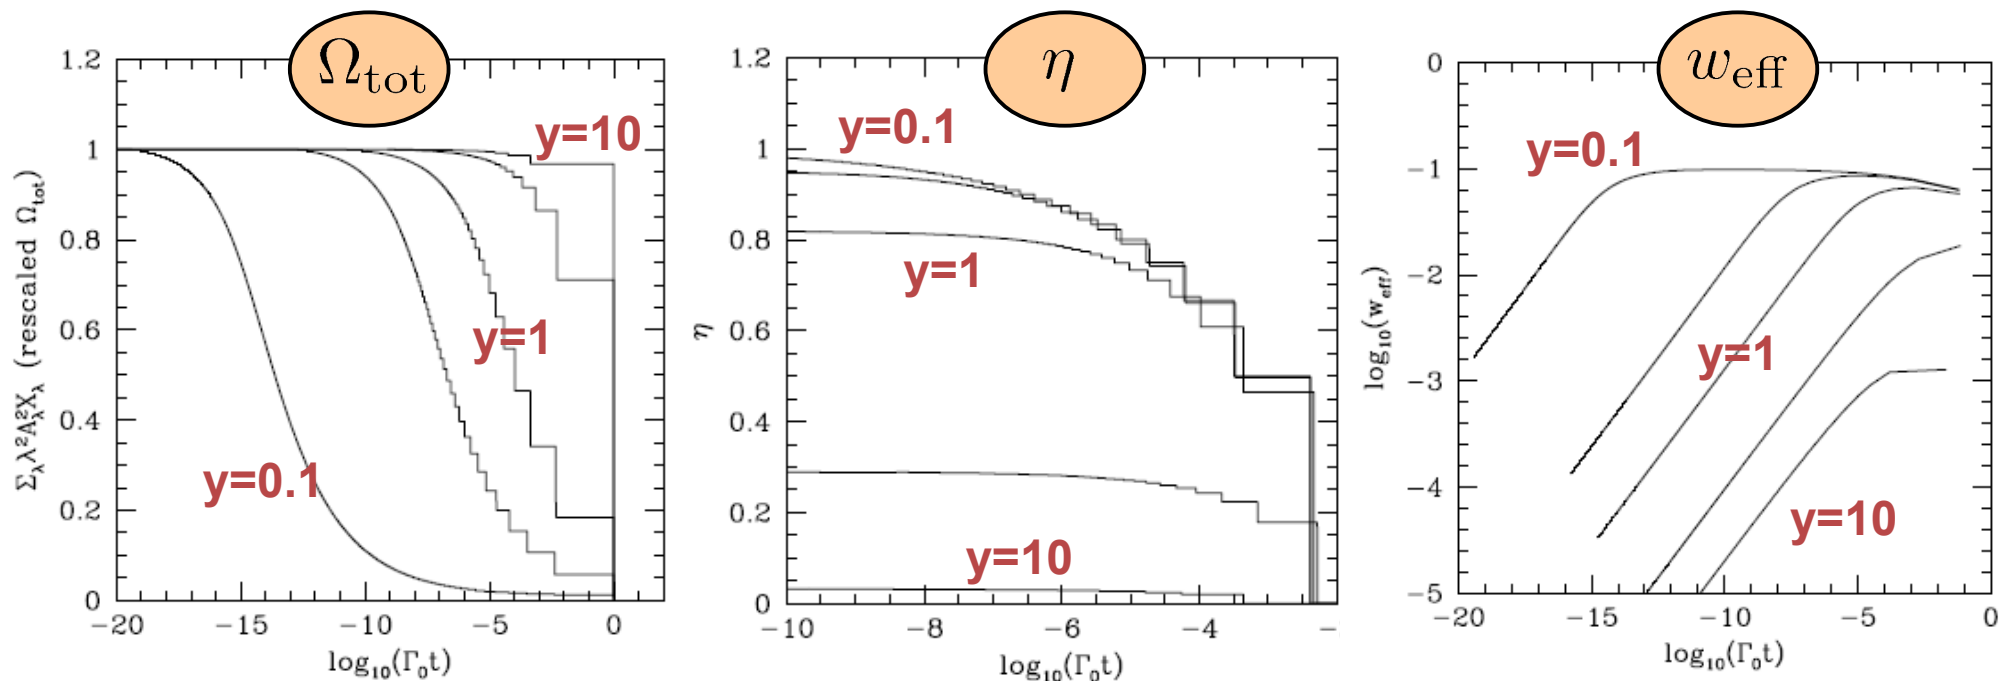 Ω_tot
1.2
1
0.8
0.6
0.4
0.2
0
−20
−15
−10
−5
0
log₁₀(Γ₀t)
Σ_λ λ²A_λ²X_λ (rescaled Ω_tot)
y=10
y=1
y=0.1
η
1.2
1
0.8
0.6
0.4
0.2
0
−10
−8
−6
−4
−
log₁₀(Γ₀t)
η
y=0.1
y=1
y=10
w_eff
0
−1
−2
−3
−4
−5
−20
−15
−10
−5
0
log₁₀(Γ₀t)
log₁₀(w_eff)
y=0.1
y=1
y=10